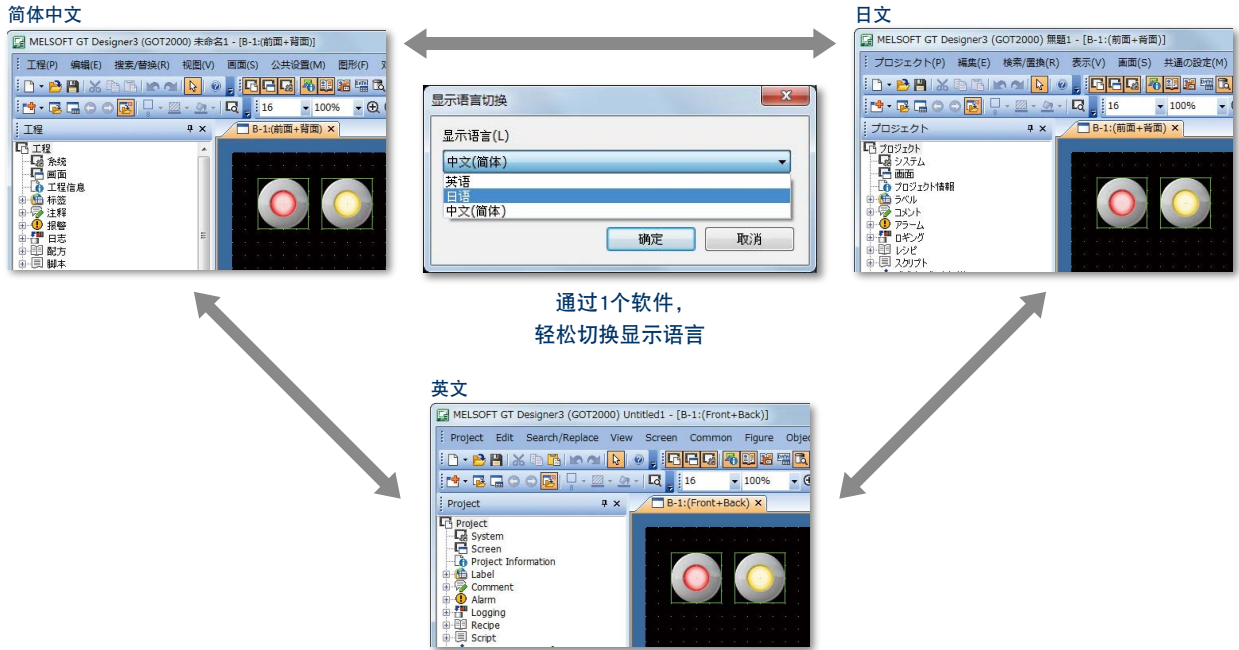 简体中文
MELSOFT GT Designer3 (GOT2000) 未命名1 - [B-1:(前面+背面)]
工程(P) 编辑(E) 搜索/替换(R) 视图(V) 画面(S) 公共设置(M) 图形(F)
16 100%
工程
B-1:(前面+背面)
工程
系统
画面
工程信息
标签
注释
报警
日志
配方
脚本
显示语言切换
显示语言(L)
中文(简体)
英语
日语
中文(简体)
确定 取消
通过1个软件，
轻松切换显示语言
日文
MELSOFT GT Designer3 (GOT2000) 無題1 - [B-1:(前面+背面)]
プロジェクト(P) 編集(E) 検索/置換(R) 表示(V) 画面(S) 共通の設定(M)
16 100%
プロジェクト
B-1:(前面+背面)
プロジェクト
システム
画面
プロジェクト情報
ラベル
コメント
アラーム
ロギング
レシピ
スクリプト
英文
MELSOFT GT Designer3 (GOT2000) Untitled1 - [B-1:(Front+Back)]
Project Edit Search/Replace View Screen Common Figure
16 100%
Project
B-1:(Front+Back)
Project
System
Screen
Project Information
Label
Comment
Alarm
Logging
Recipe
Script